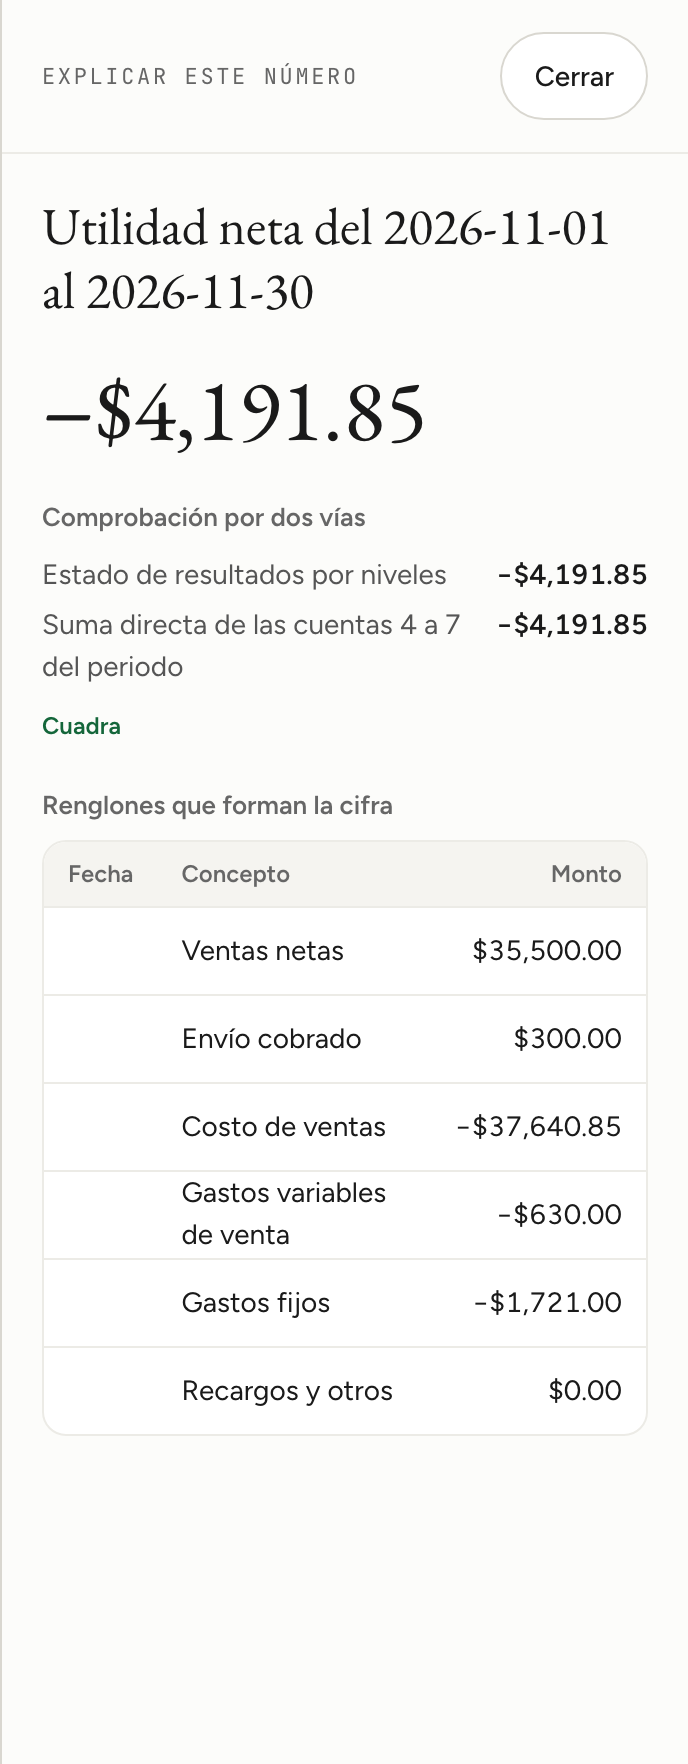 EXPLICAR ESTE NÚMERO
Cerrar
Utilidad neta del 2026-11-01
al 2026-11-30
−$4,191.85
Comprobación por dos vías
Estado de resultados por niveles −$4,191.85
Suma directa de las cuentas 4 a 7 −$4,191.85
del periodo
Cuadra
Renglones que forman la cifra
Fecha Concepto Monto
Ventas netas $35,500.00
Envío cobrado $300.00
Costo de ventas −$37,640.85
Gastos variables
de venta −$630.00
Gastos fijos −$1,721.00
Recargos y otros $0.00